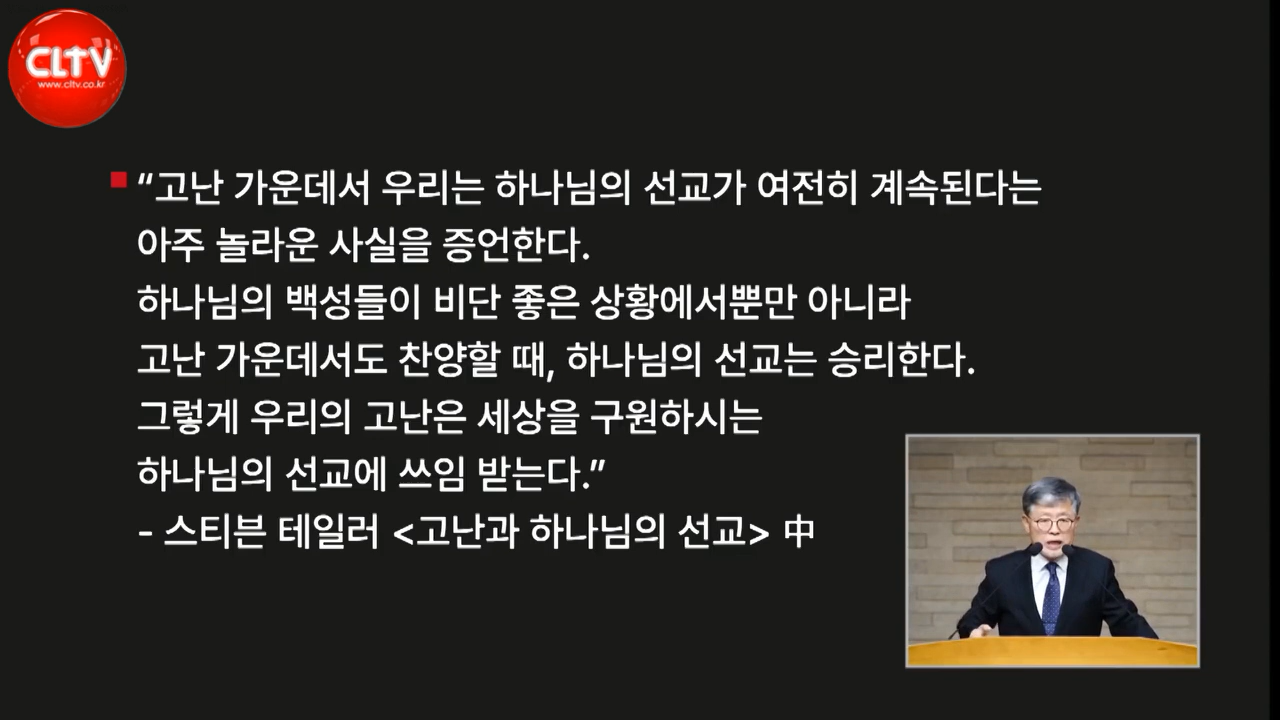 CLTV
www.cltv.co.kr
“고난 가운데서 우리는 하나님의 선교가 여전히 계속된다는
아주 놀라운 사실을 증언한다.
하나님의 백성들이 비단 좋은 상황에서뿐만 아니라
고난 가운데서도 찬양할 때, 하나님의 선교는 승리한다.
그렇게 우리의 고난은 세상을 구원하시는
하나님의 선교에 쓰임 받는다.”
- 스티븐 테일러 <고난과 하나님의 선교> 中